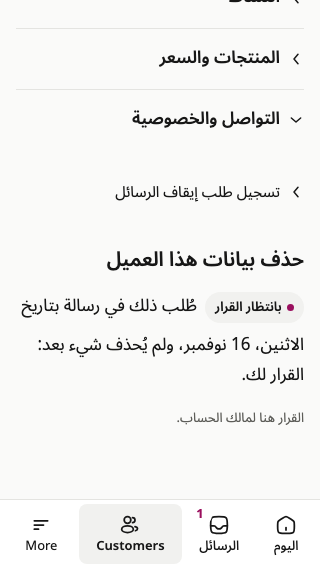 المنتجات والسعر
التواصل والخصوصية
تسجيل طلب إيقاف الرسائل
حذف بيانات هذا العميل
بانتظار القرار طُلب ذلك في رسالة بتاريخ
الاثنين، 16 نوفمبر، ولم يُحذف شيء بعد:
القرار لك.
القرار هنا لمالك الحساب.
اليوم
الرسائل 1
Customers
More